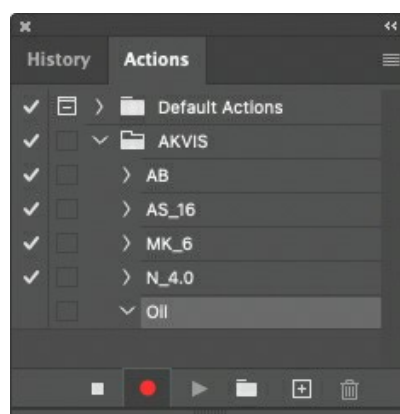 History Actions
Default Actions
AKVIS
AB
AS_16
MK_6
N_4.0
Oil